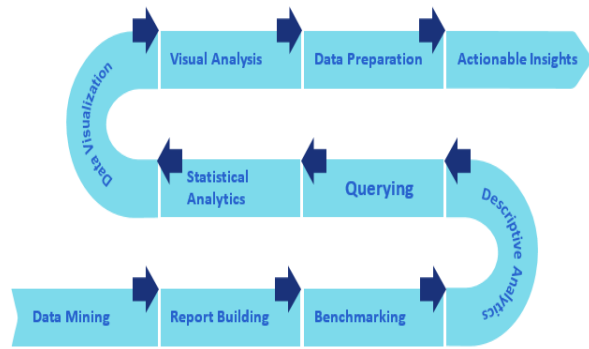 Visual Analysis
Data Preparation
Actionable Insights
Data Visualization
Statistical
Analytics
Querying
Descriptive Analytics
Data Mining
Report Building
Benchmarking